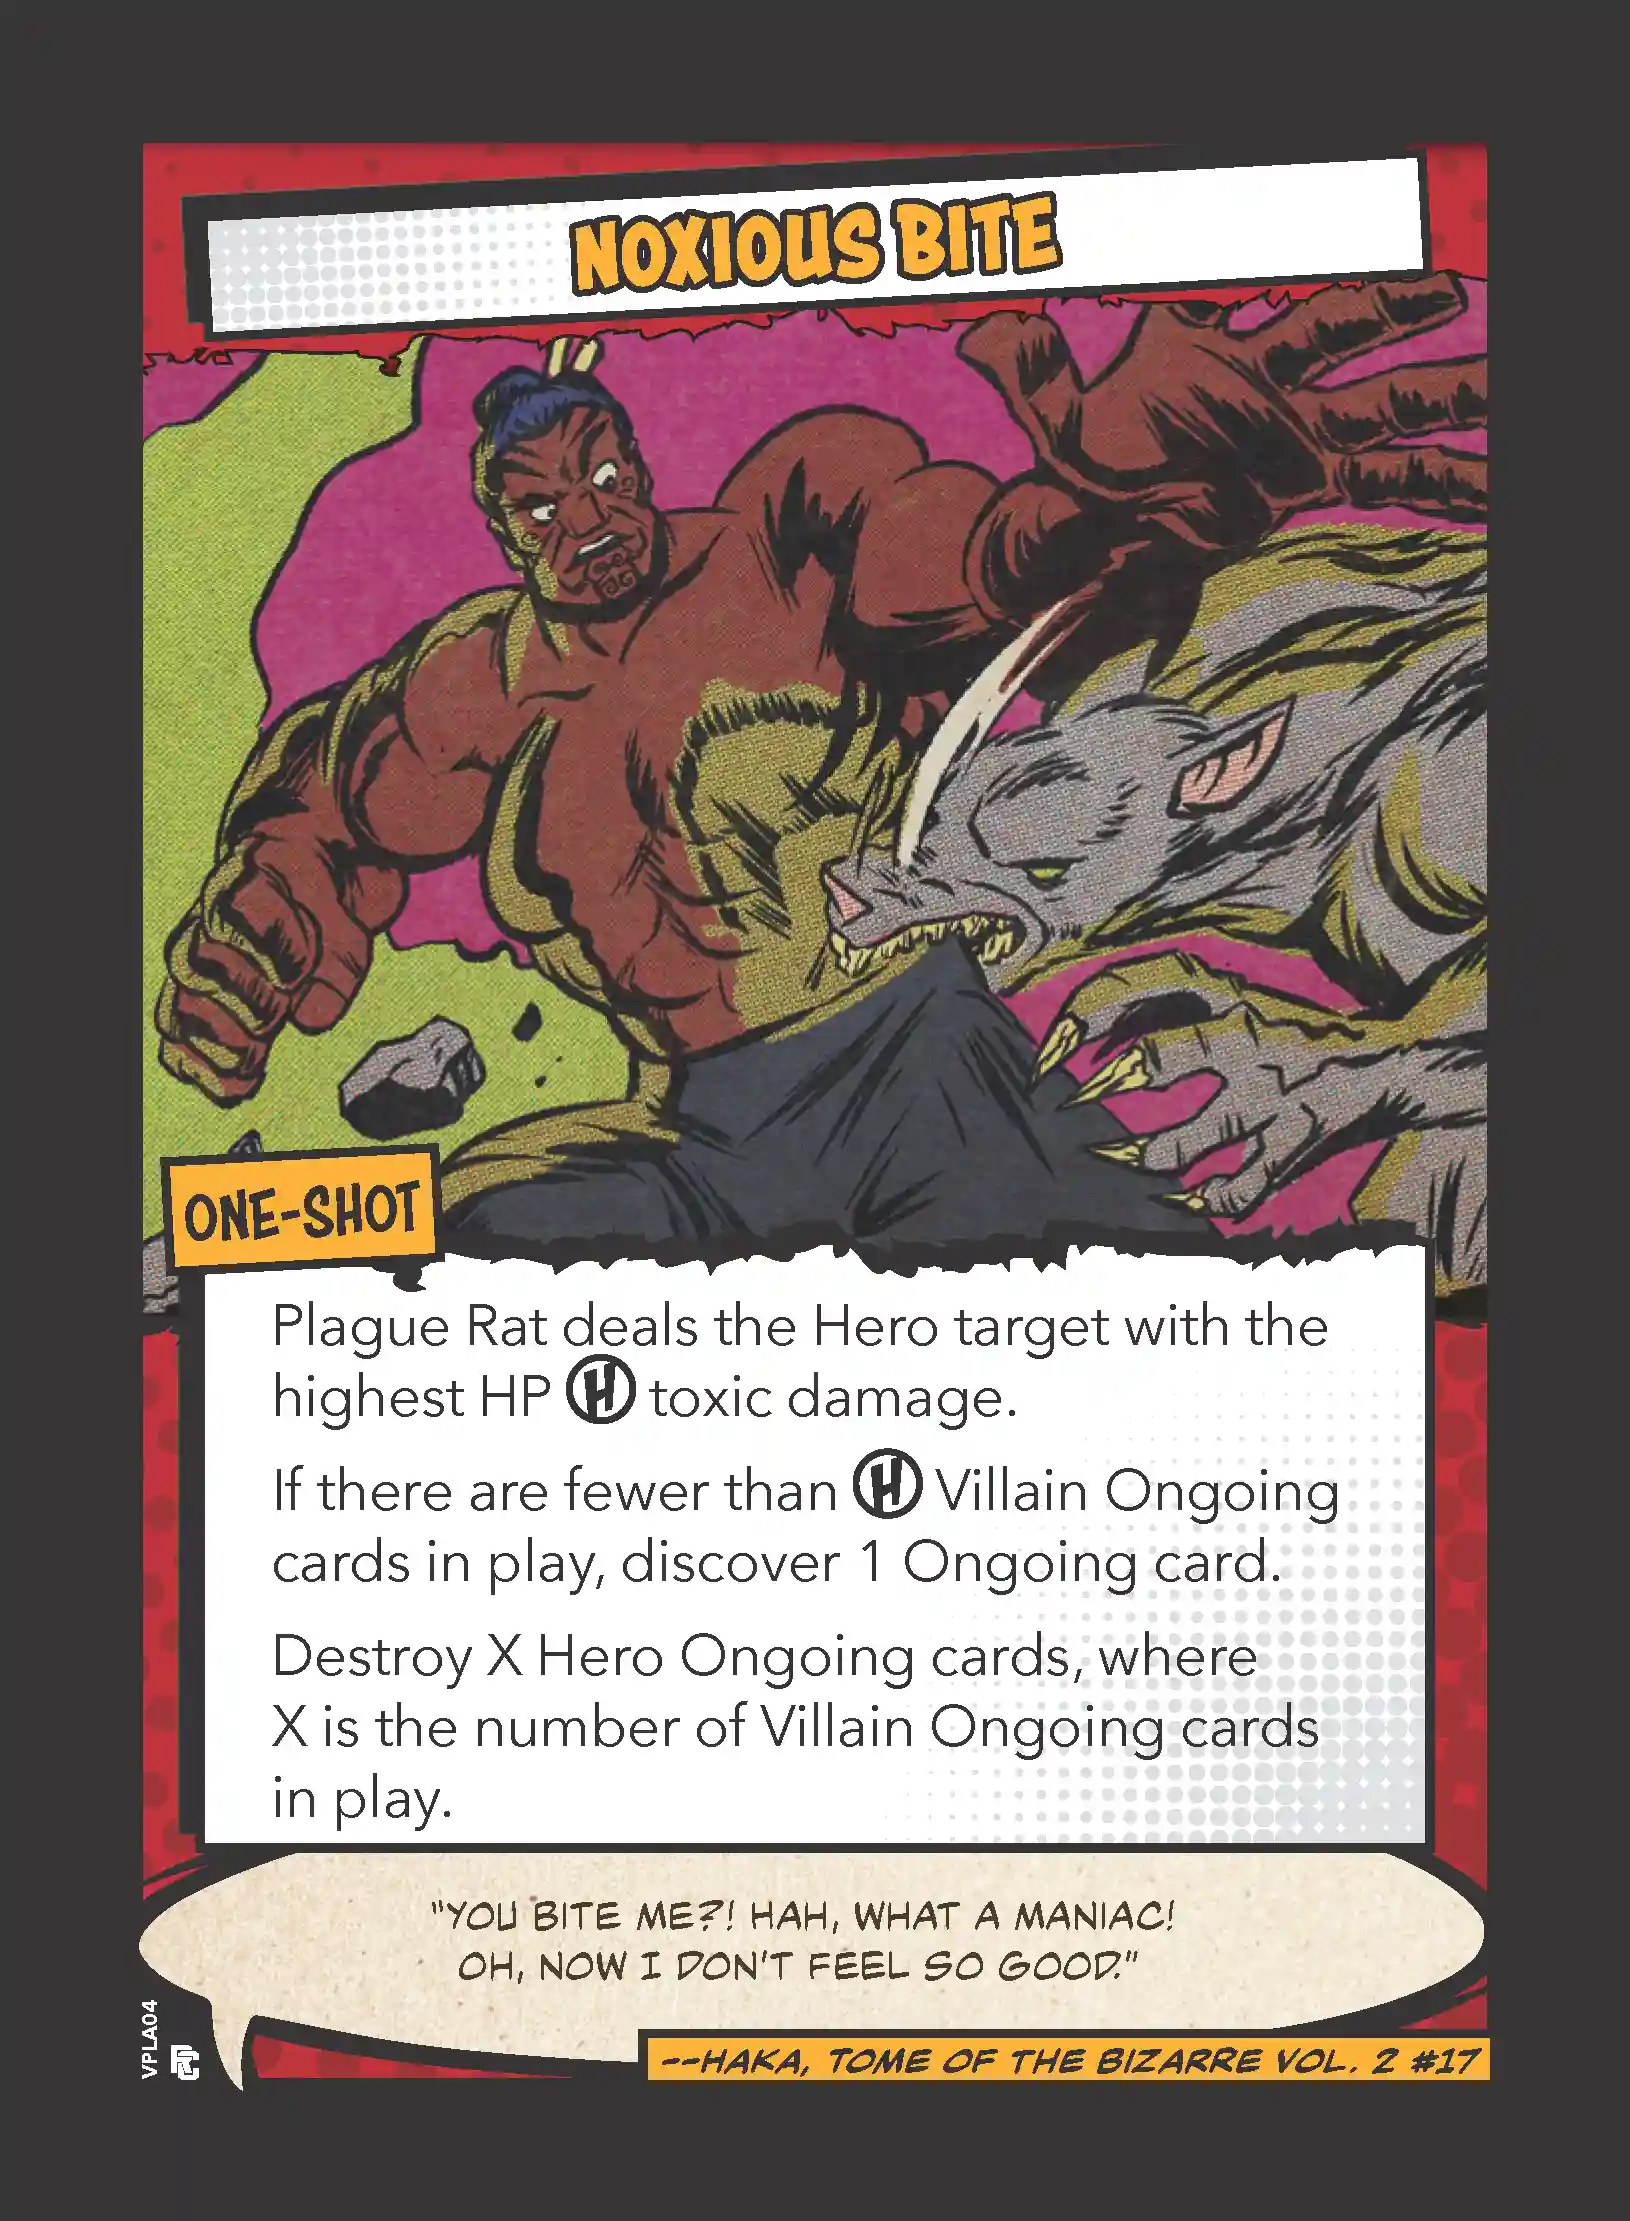 NOXIOUS BITE
ONE-SHOT
Plague Rat deals the Hero target with the
highest HP Ⓗ toxic damage.
If there are fewer than Ⓗ Villain Ongoing
cards in play, discover 1 Ongoing card.
Destroy X Hero Ongoing cards, where
X is the number of Villain Ongoing cards
in play.
"YOU BITE ME?! HAH, WHAT A MANIAC!
OH, NOW I DON'T FEEL SO GOOD."
--HAKA, TOME OF THE BIZARRE VOL. 2 #17
VPLA04